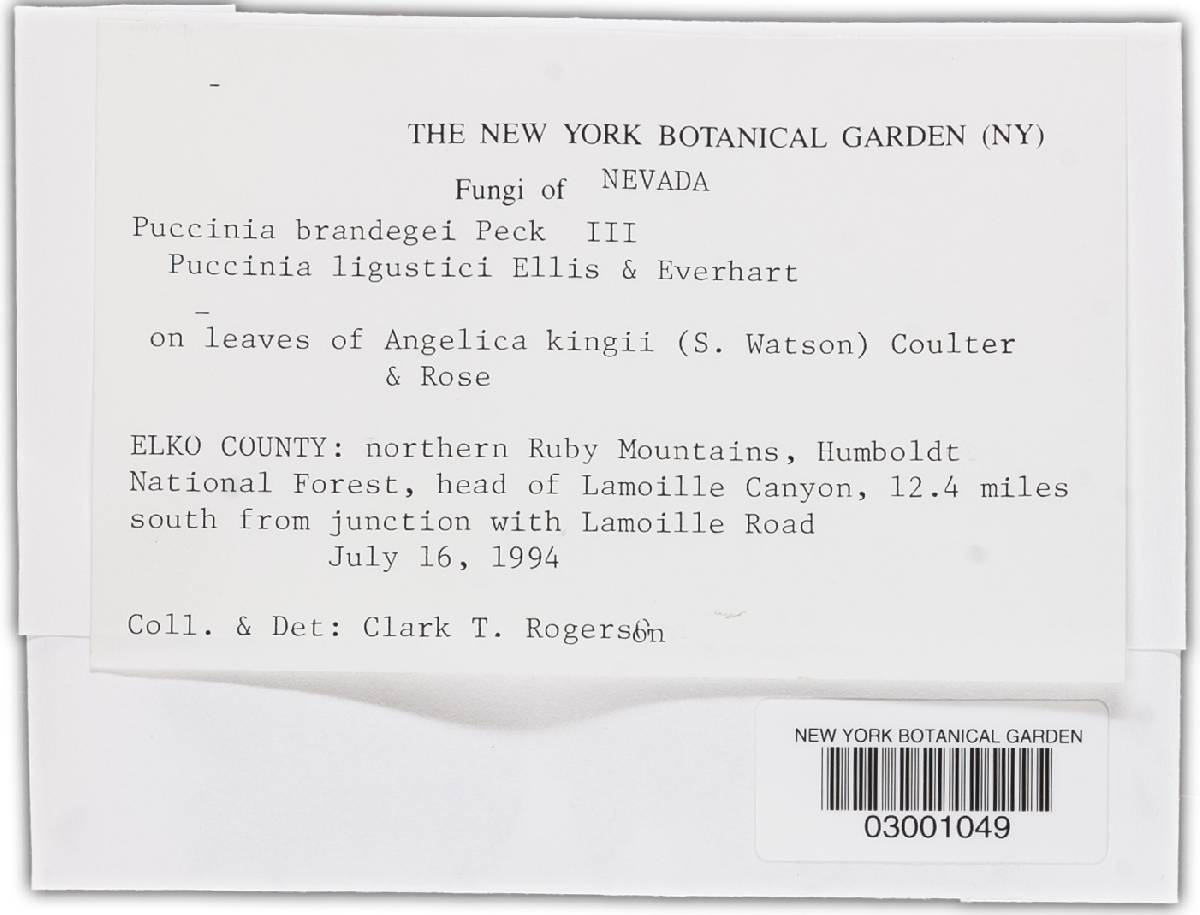 THE NEW YORK BOTANICAL GARDEN (NY)
Fungi of NEVADA
Puccinia brandegei Peck III
Puccinia ligustici Ellis & Everhart
on leaves of Angelica kingii (S. Watson) Coulter
& Rose
ELKO COUNTY: northern Ruby Mountains, Humboldt
National Forest, head of Lamoille Canyon, 12.4 miles
south from junction with Lamoille Road
July 16, 1994
Coll. & Det: Clark T. Rogerson
NEW YORK BOTANICAL GARDEN
03001049